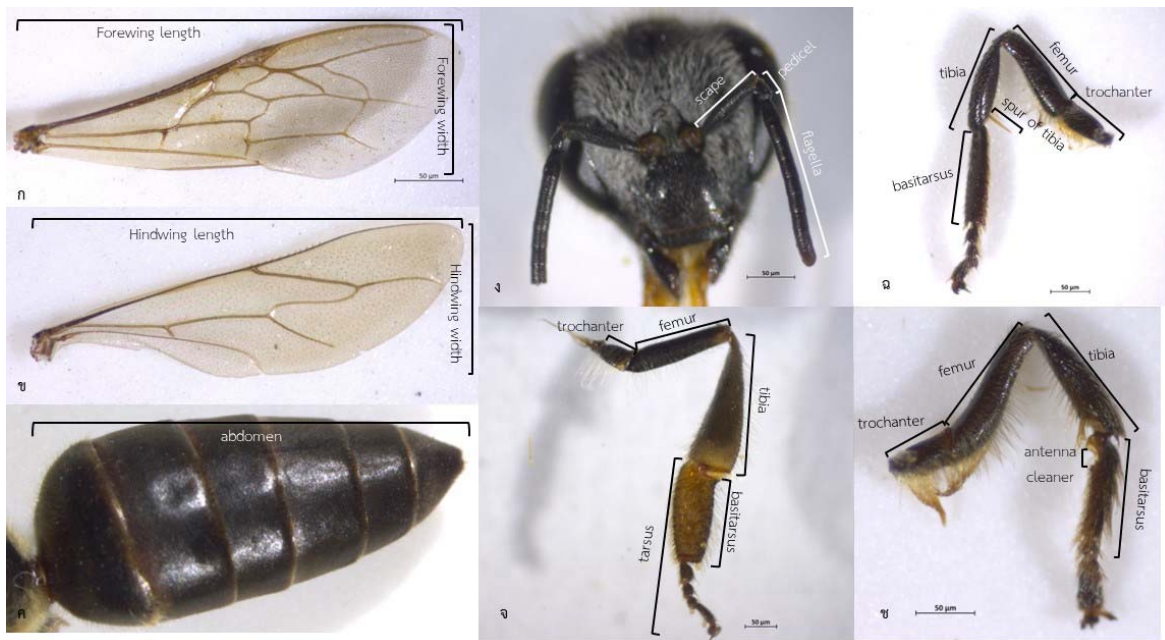 Forewing length
Forewing width
50 µm
ก
Hindwing length
Hindwing width
ข
abdomen
ค
scape
pedicel
flagella
50 µm
ง
trochanter
femur
tibia
basitarsus
tarsus
50 µm
จ
tibia
femur
trochanter
spur of tibia
basitarsus
50 µm
ฉ
femur
tibia
trochanter
antenna
cleaner
basitarsus
50 µm
ช